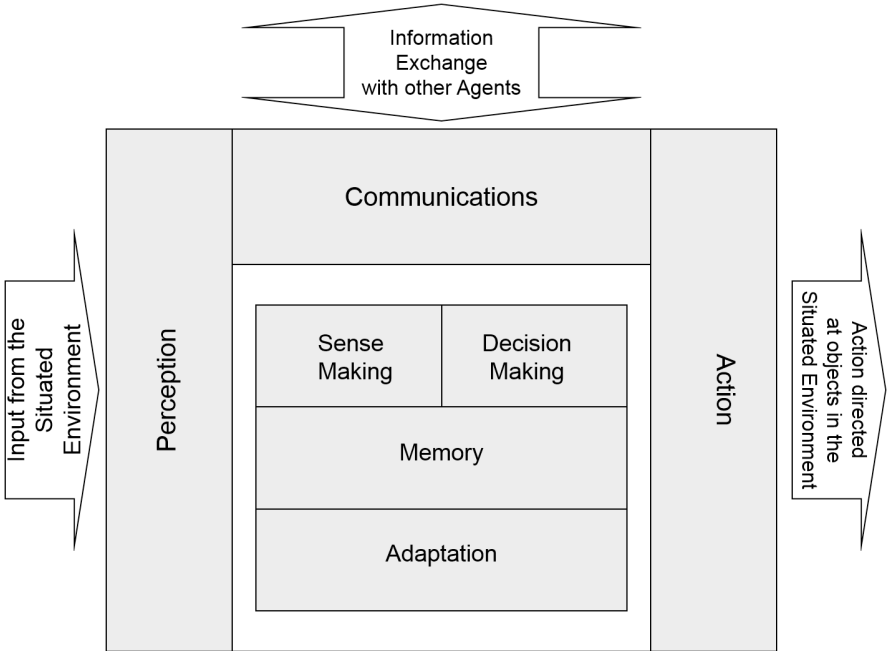 Information
Exchange
with other Agents
Communications
Input from the
Situated
Environment
Perception
Sense
Making
Decision
Making
Memory
Adaptation
Action
Action directed
at objects in the
Situated Environment